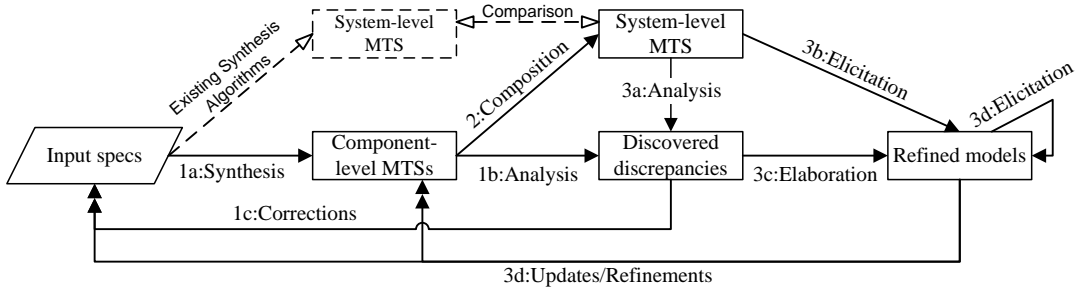 System-level
MTS
Comparison
System-level
MTS
Existing Synthesis
Algorithms
2:Composition
3a:Analysis
3b:Elicitation
3d:Elicitation
Input specs
1a:Synthesis
Component-
level MTSs
1b:Analysis
Discovered
discrepancies
3c:Elaboration
Refined models
1c:Corrections
3d:Updates/Refinements